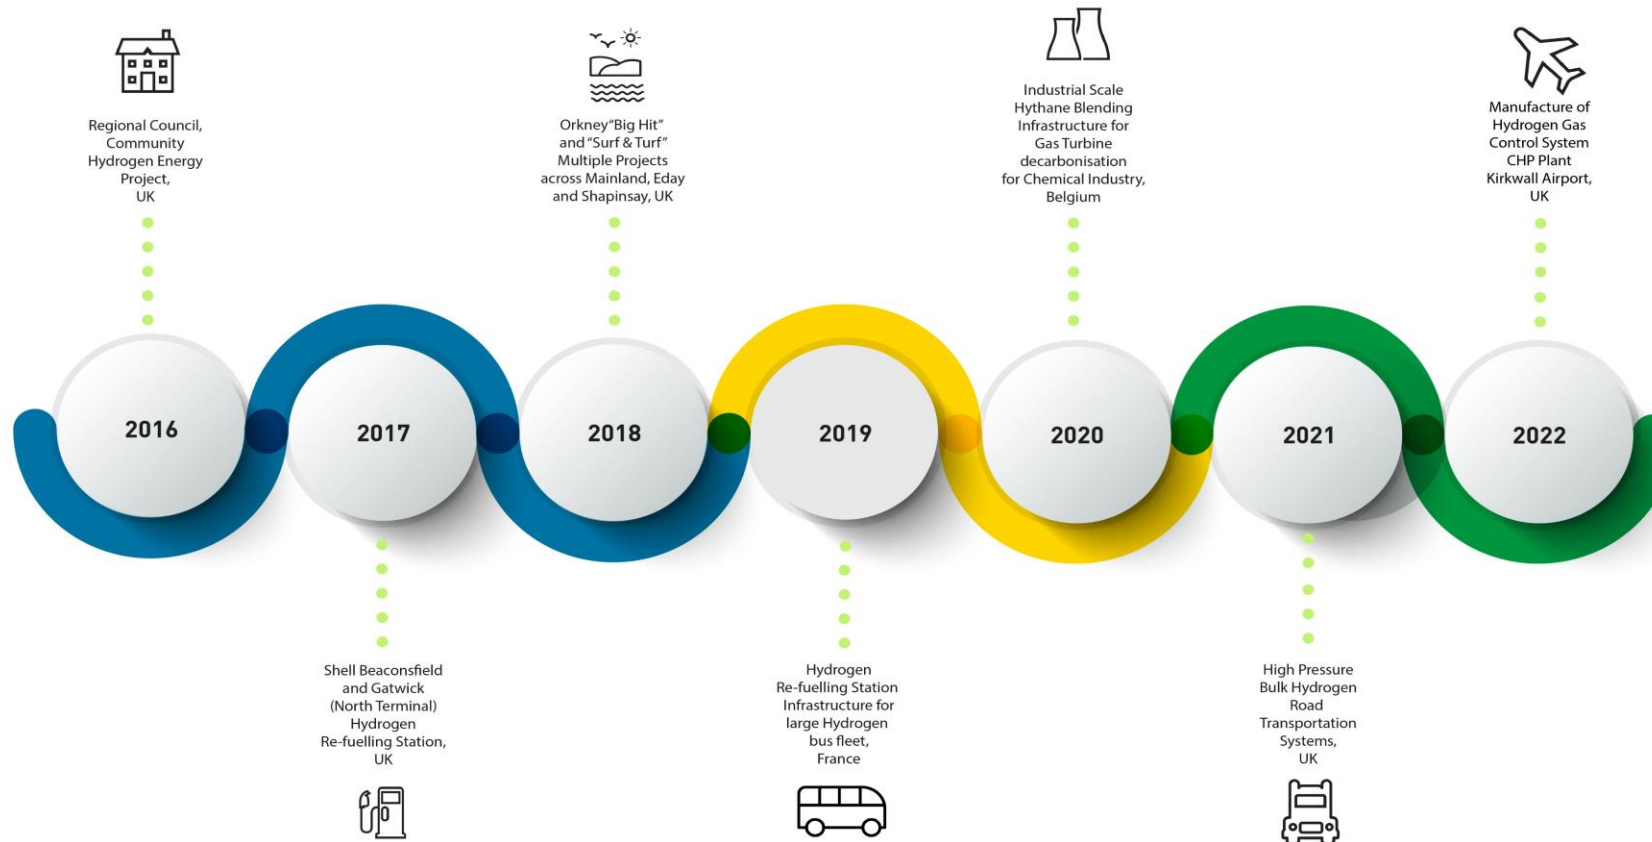 Regional Council,
Community
Hydrogen Energy
Project,
UK
Orkney“Big Hit”
and “Surf & Turf”
Multiple Projects
across Mainland, Eday
and Shapinsay, UK
Industrial Scale
Hythane Blending
Infrastructure for
Gas Turbine
decarbonisation
for Chemical Industry,
Belgium
Manufacture of
Hydrogen Gas
Control System
CHP Plant
Kirkwall Airport,
UK
2016
2017
2018
2019
2020
2021
2022
Shell Beaconsfield
and Gatwick
(North Terminal)
Hydrogen
Re-fuelling Station,
UK
Hydrogen
Re-fuelling Station
Infrastructure for
large Hydrogen
bus fleet,
France
High Pressure
Bulk Hydrogen
Road
Transportation
Systems,
UK